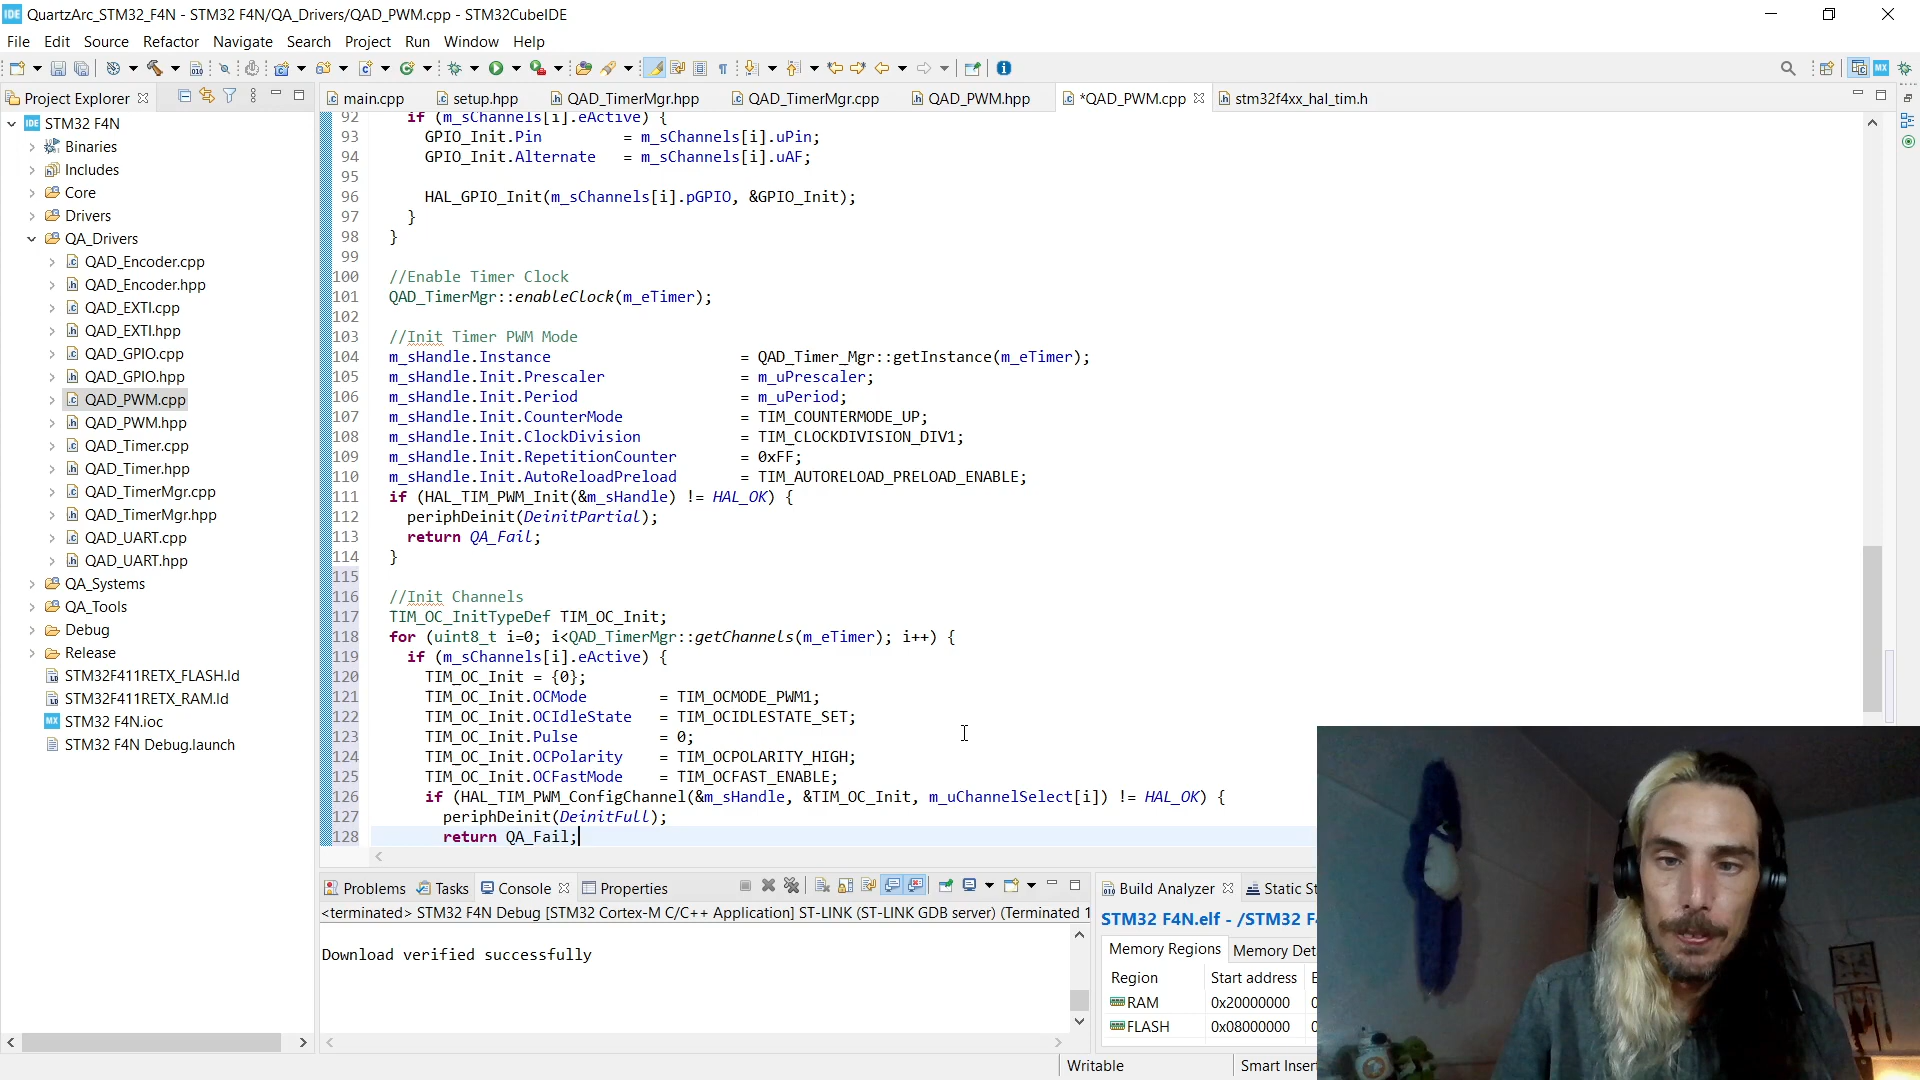 QuartzArc_STM32_F4N - STM32 F4N/QA_Drivers/QAD_PWM.cpp - STM32CubeIDE
File Edit Source Refactor Navigate Search Project Run Window Help
Project Explorer
main.cpp
setup.hpp
QAD_TimerMgr.hpp
QAD_TimerMgr.cpp
QAD_PWM.hpp
*QAD_PWM.cpp
stm32f4xx_hal_tim.h
STM32 F4N
Binaries
Includes
Core
Drivers
QA_Drivers
QAD_Encoder.cpp
QAD_Encoder.hpp
QAD_EXTI.cpp
QAD_EXTI.hpp
QAD_GPIO.cpp
QAD_GPIO.hpp
QAD_PWM.cpp
QAD_PWM.hpp
QAD_Timer.cpp
QAD_Timer.hpp
QAD_TimerMgr.cpp
QAD_TimerMgr.hpp
QAD_UART.cpp
QAD_UART.hpp
QA_Systems
QA_Tools
Debug
Release
STM32F411RETX_FLASH.ld
STM32F411RETX_RAM.ld
STM32 F4N.ioc
STM32 F4N Debug.launch
92 if (m_sChannels[i].eActive) {
93 GPIO_Init.Pin = m_sChannels[i].uPin;
94 GPIO_Init.Alternate = m_sChannels[i].uAF;
95
96 HAL_GPIO_Init(m_sChannels[i].pGPIO, &GPIO_Init);
97 }
98 }
99
100 //Enable Timer Clock
101 QAD_TimerMgr::enableClock(m_eTimer);
102
103 //Init Timer PWM Mode
104 m_sHandle.Instance = QAD_Timer_Mgr::getInstance(m_eTimer);
105 m_sHandle.Init.Prescaler = m_uPrescaler;
106 m_sHandle.Init.Period = m_uPeriod;
107 m_sHandle.Init.CounterMode = TIM_COUNTERMODE_UP;
108 m_sHandle.Init.ClockDivision = TIM_CLOCKDIVISION_DIV1;
109 m_sHandle.Init.RepetitionCounter = 0xFF;
110 m_sHandle.Init.AutoReloadPreload = TIM_AUTORELOAD_PRELOAD_ENABLE;
111 if (HAL_TIM_PWM_Init(&m_sHandle) != HAL_OK) {
112 periphDeinit(DeinitPartial);
113 return QA_Fail;
114 }
115
116 //Init Channels
117 TIM_OC_InitTypeDef TIM_OC_Init;
118 for (uint8_t i=0; i<QAD_TimerMgr::getChannels(m_eTimer); i++) {
119 if (m_sChannels[i].eActive) {
120 TIM_OC_Init = {0};
121 TIM_OC_Init.OCMode = TIM_OCMODE_PWM1;
122 TIM_OC_Init.OCIdleState = TIM_OCIDLESTATE_SET;
123 TIM_OC_Init.Pulse = 0;
124 TIM_OC_Init.OCPolarity = TIM_OCPOLARITY_HIGH;
125 TIM_OC_Init.OCFastMode = TIM_OCFAST_ENABLE;
126 if (HAL_TIM_PWM_ConfigChannel(&m_sHandle, &TIM_OC_Init, m_uChannelSelect[i]) != HAL_OK) {
127 periphDeinit(DeinitFull);
128 return QA_Fail;
Problems Tasks Console Properties
<terminated> STM32 F4N Debug [STM32 Cortex-M C/C++ Application] ST-LINK (ST-LINK GDB server) (Terminated 1
Download verified successfully
Build Analyzer Static St
STM32 F4N.elf - /STM32 F
Memory Regions Memory Det
Region Start address E
RAM 0x20000000 0
FLASH 0x08000000 0
Writable Smart Inser